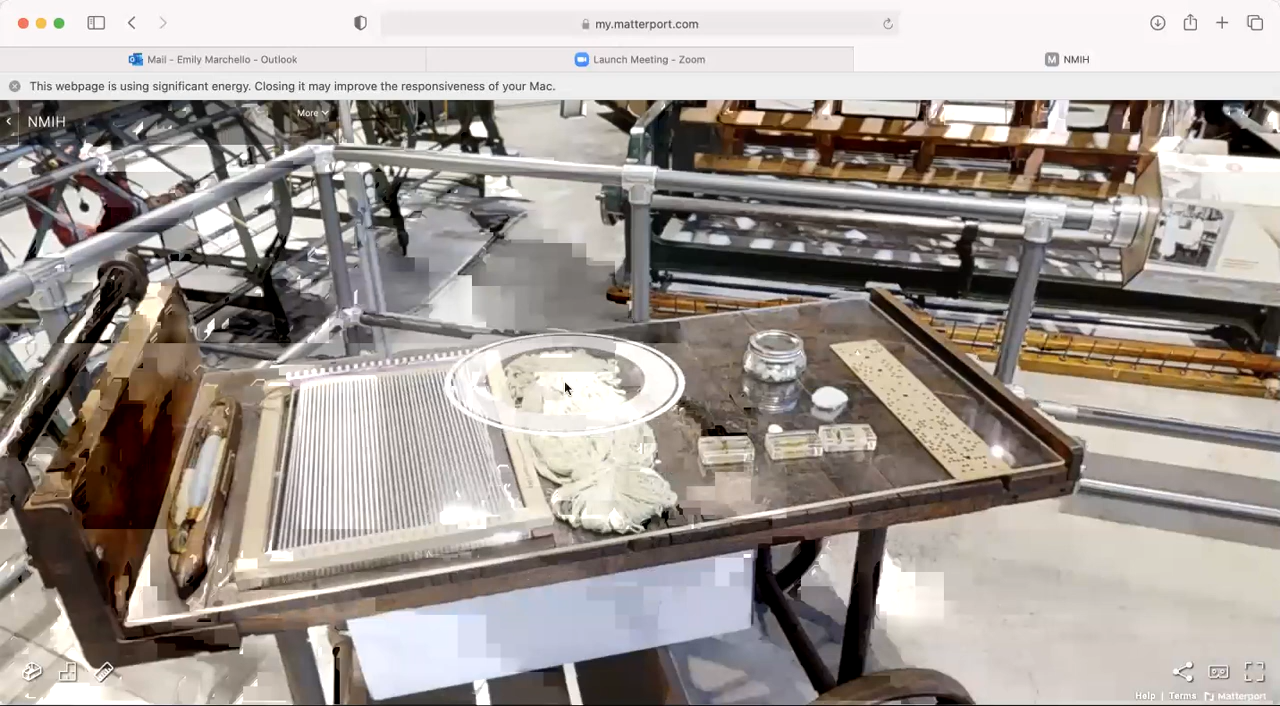 my.matterport.com
Mail - Emily Marchello - Outlook
Launch Meeting - Zoom
M NMIH
This webpage is using significant energy. Closing it may improve the responsiveness of your Mac.
NMIH
More
Help | Terms Matterport